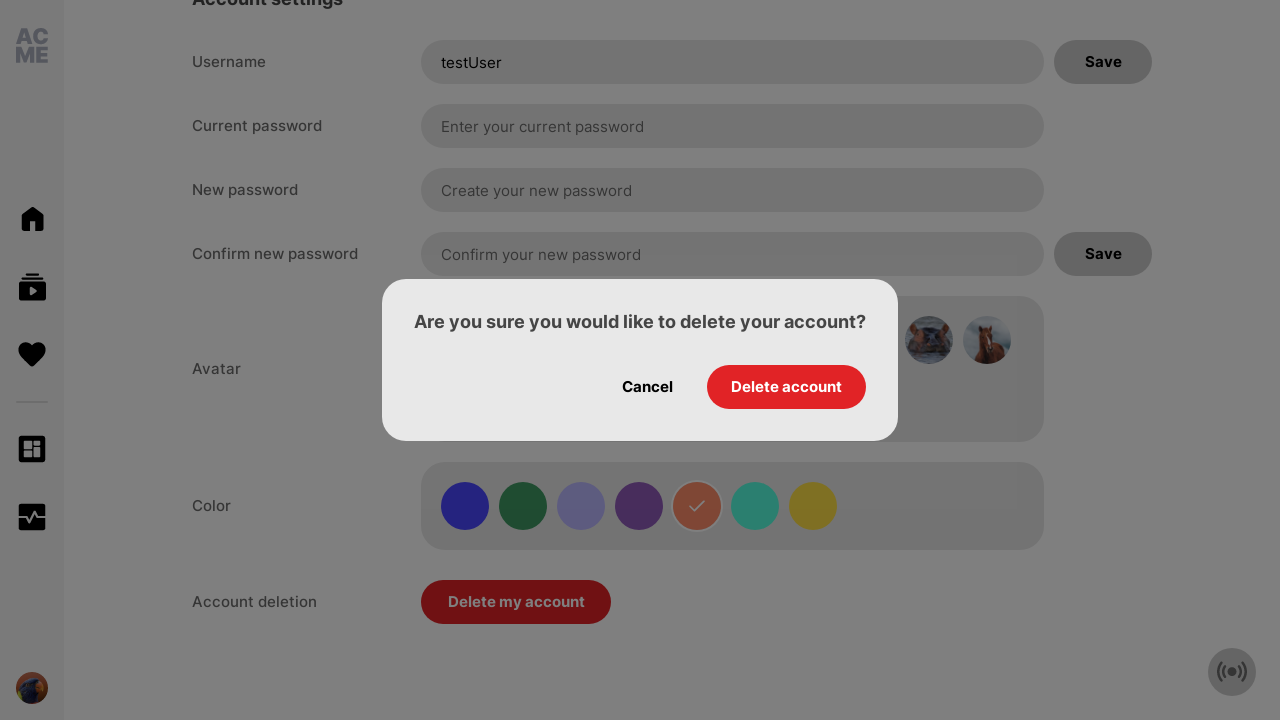 AC
ME
Account settings
Username
testUser
Save
Current password
Enter your current password
New password
Create your new password
Confirm new password
Confirm your new password
Save
Are you sure you would like to delete your account?
Avatar
Cancel
Delete account
Color
Account deletion
Delete my account